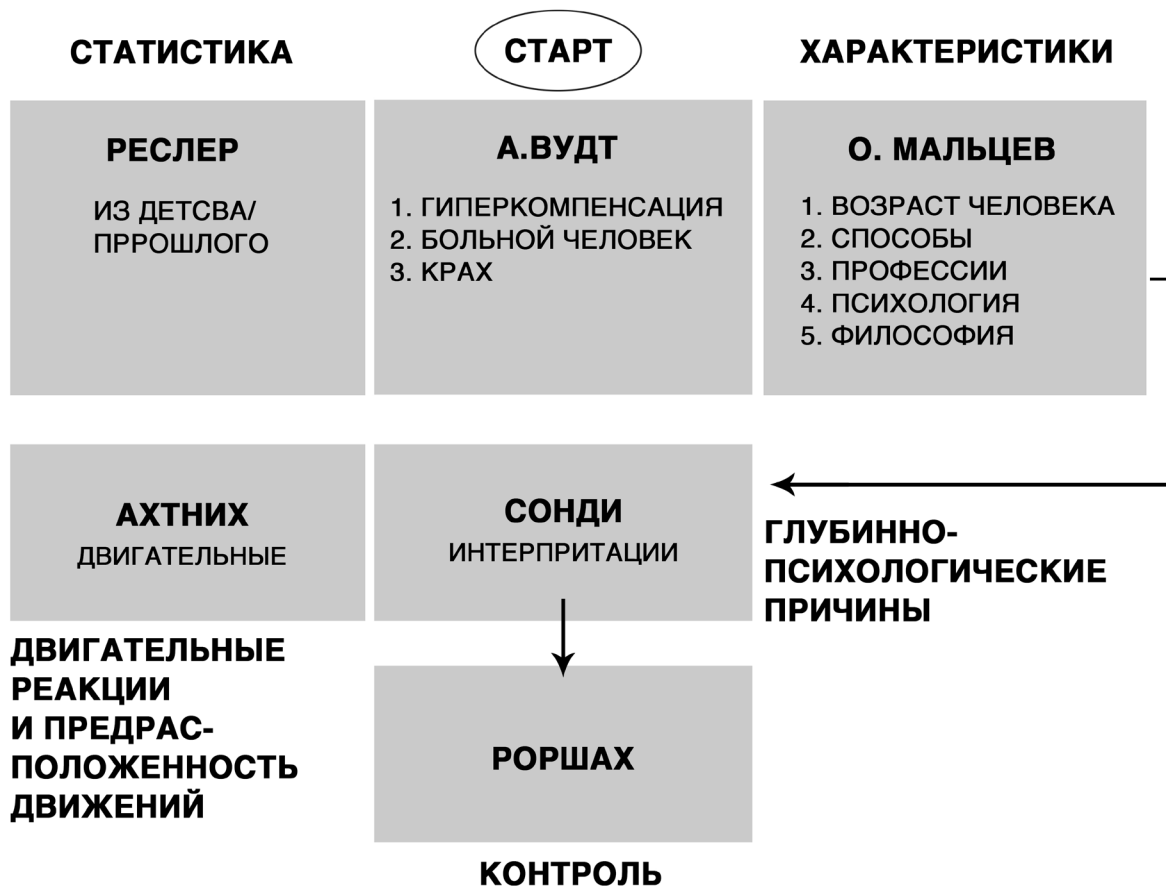 СТАТИСТИКА
СТАРТ
ХАРАКТЕРИСТИКИ
РЕСЛЕР
ИЗ ДЕТСВА/
ПРРОШЛОГО
А.ВУДТ
1. ГИПЕРКОМПЕНСАЦИЯ
2. БОЛЬНОЙ ЧЕЛОВЕК
3. КРАХ
О. МАЛЬЦЕВ
1. ВОЗРАСТ ЧЕЛОВЕКА
2. СПОСОБЫ
3. ПРОФЕССИИ
4. ПСИХОЛОГИЯ
5. ФИЛОСОФИЯ
АХТНИХ
ДВИГАТЕЛЬНЫЕ
СОНДИ
ИНТЕРПРИТАЦИИ
ГЛУБИННО-
ПСИХОЛОГИЧЕСКИЕ
ПРИЧИНЫ
ДВИГАТЕЛЬНЫЕ
РЕАКЦИИ
И ПРЕДРАС-
ПОЛОЖЕННОСТЬ
ДВИЖЕНИЙ
РОРШАХ
КОНТРОЛЬ